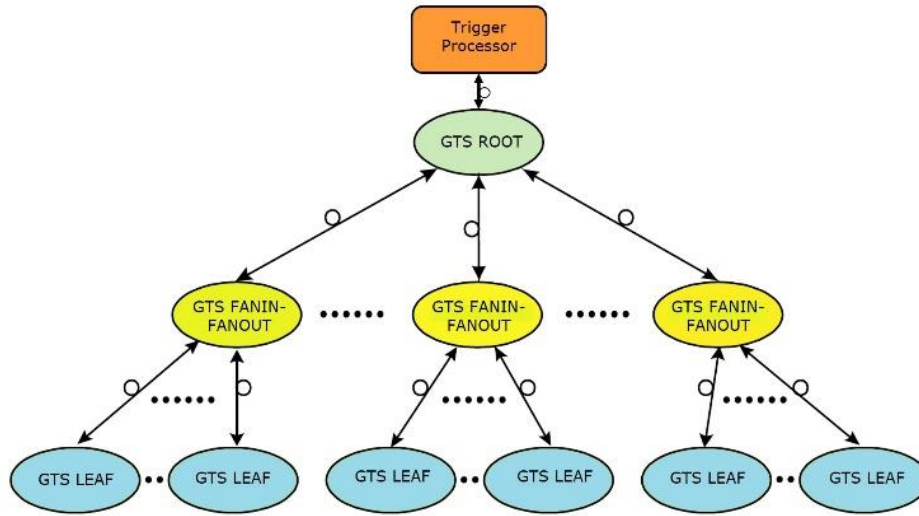 Trigger
Processor
GTS ROOT
GTS FANIN-
FANOUT
GTS FANIN-
FANOUT
GTS FANIN-
FANOUT
GTS LEAF
GTS LEAF
GTS LEAF
GTS LEAF
GTS LEAF
GTS LEAF